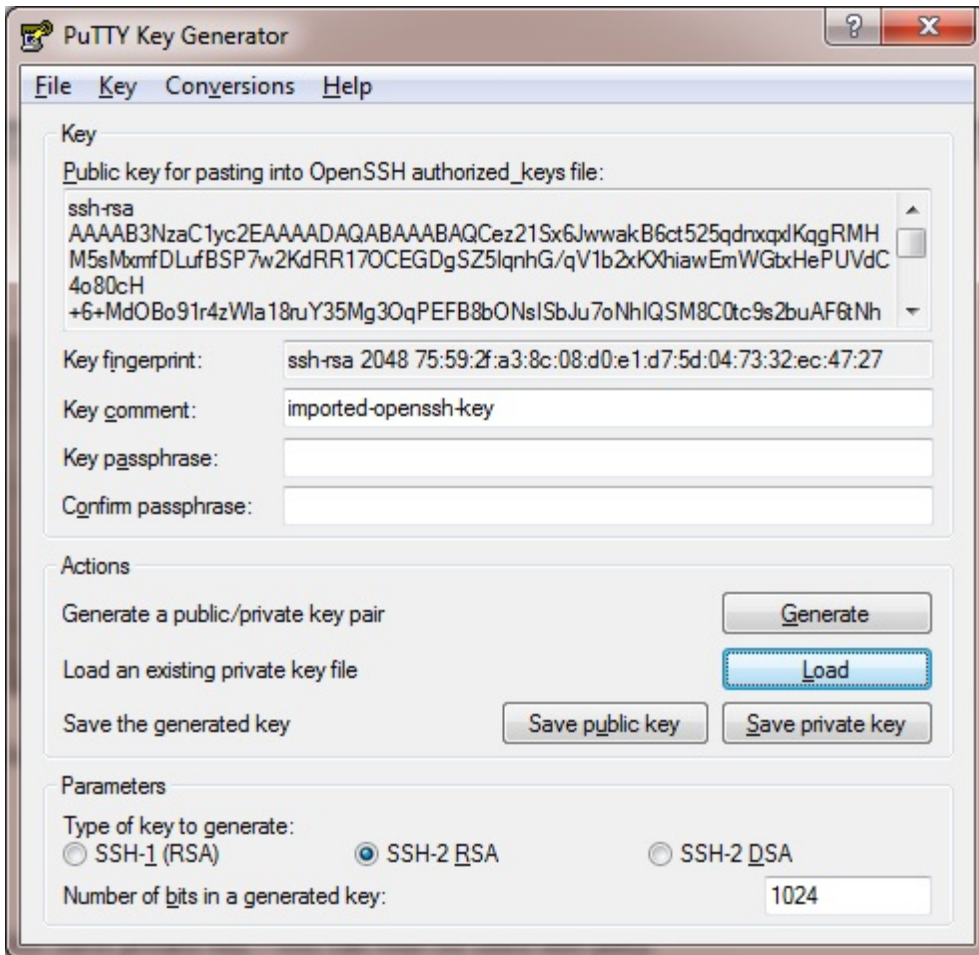 PuTTY Key Generator
File Key Conversions Help
Key
Public key for pasting into OpenSSH authorized_keys file:
ssh-rsa
AAAAB3NzaC1yc2EAAAADAQABAAABAQCez21Sx6JwwakB6ct525qdnxqxlKqgRMH
M5sMxmfDLufBSP7w2KdRR17OCEGDgSZ5lqnhG/qV1b2xKXhiawEmWGtxHePUVdC
4o80cH
+6+MdOBo91r4zWla18ruY35Mg3OqPEFB8bONslSbJu7oNhIQSM8C0tc9s2buAF6tNh
Key fingerprint: ssh-rsa 2048 75:59:2f:a3:8c:08:d0:e1:d7:5d:04:73:32:ec:47:27
Key comment: imported-openssh-key
Key passphrase:
Confirm passphrase:
Actions
Generate a public/private key pair Generate
Load an existing private key file Load
Save the generated key Save public key Save private key
Parameters
Type of key to generate:
SSH-1 (RSA) SSH-2 RSA SSH-2 DSA
Number of bits in a generated key: 1024